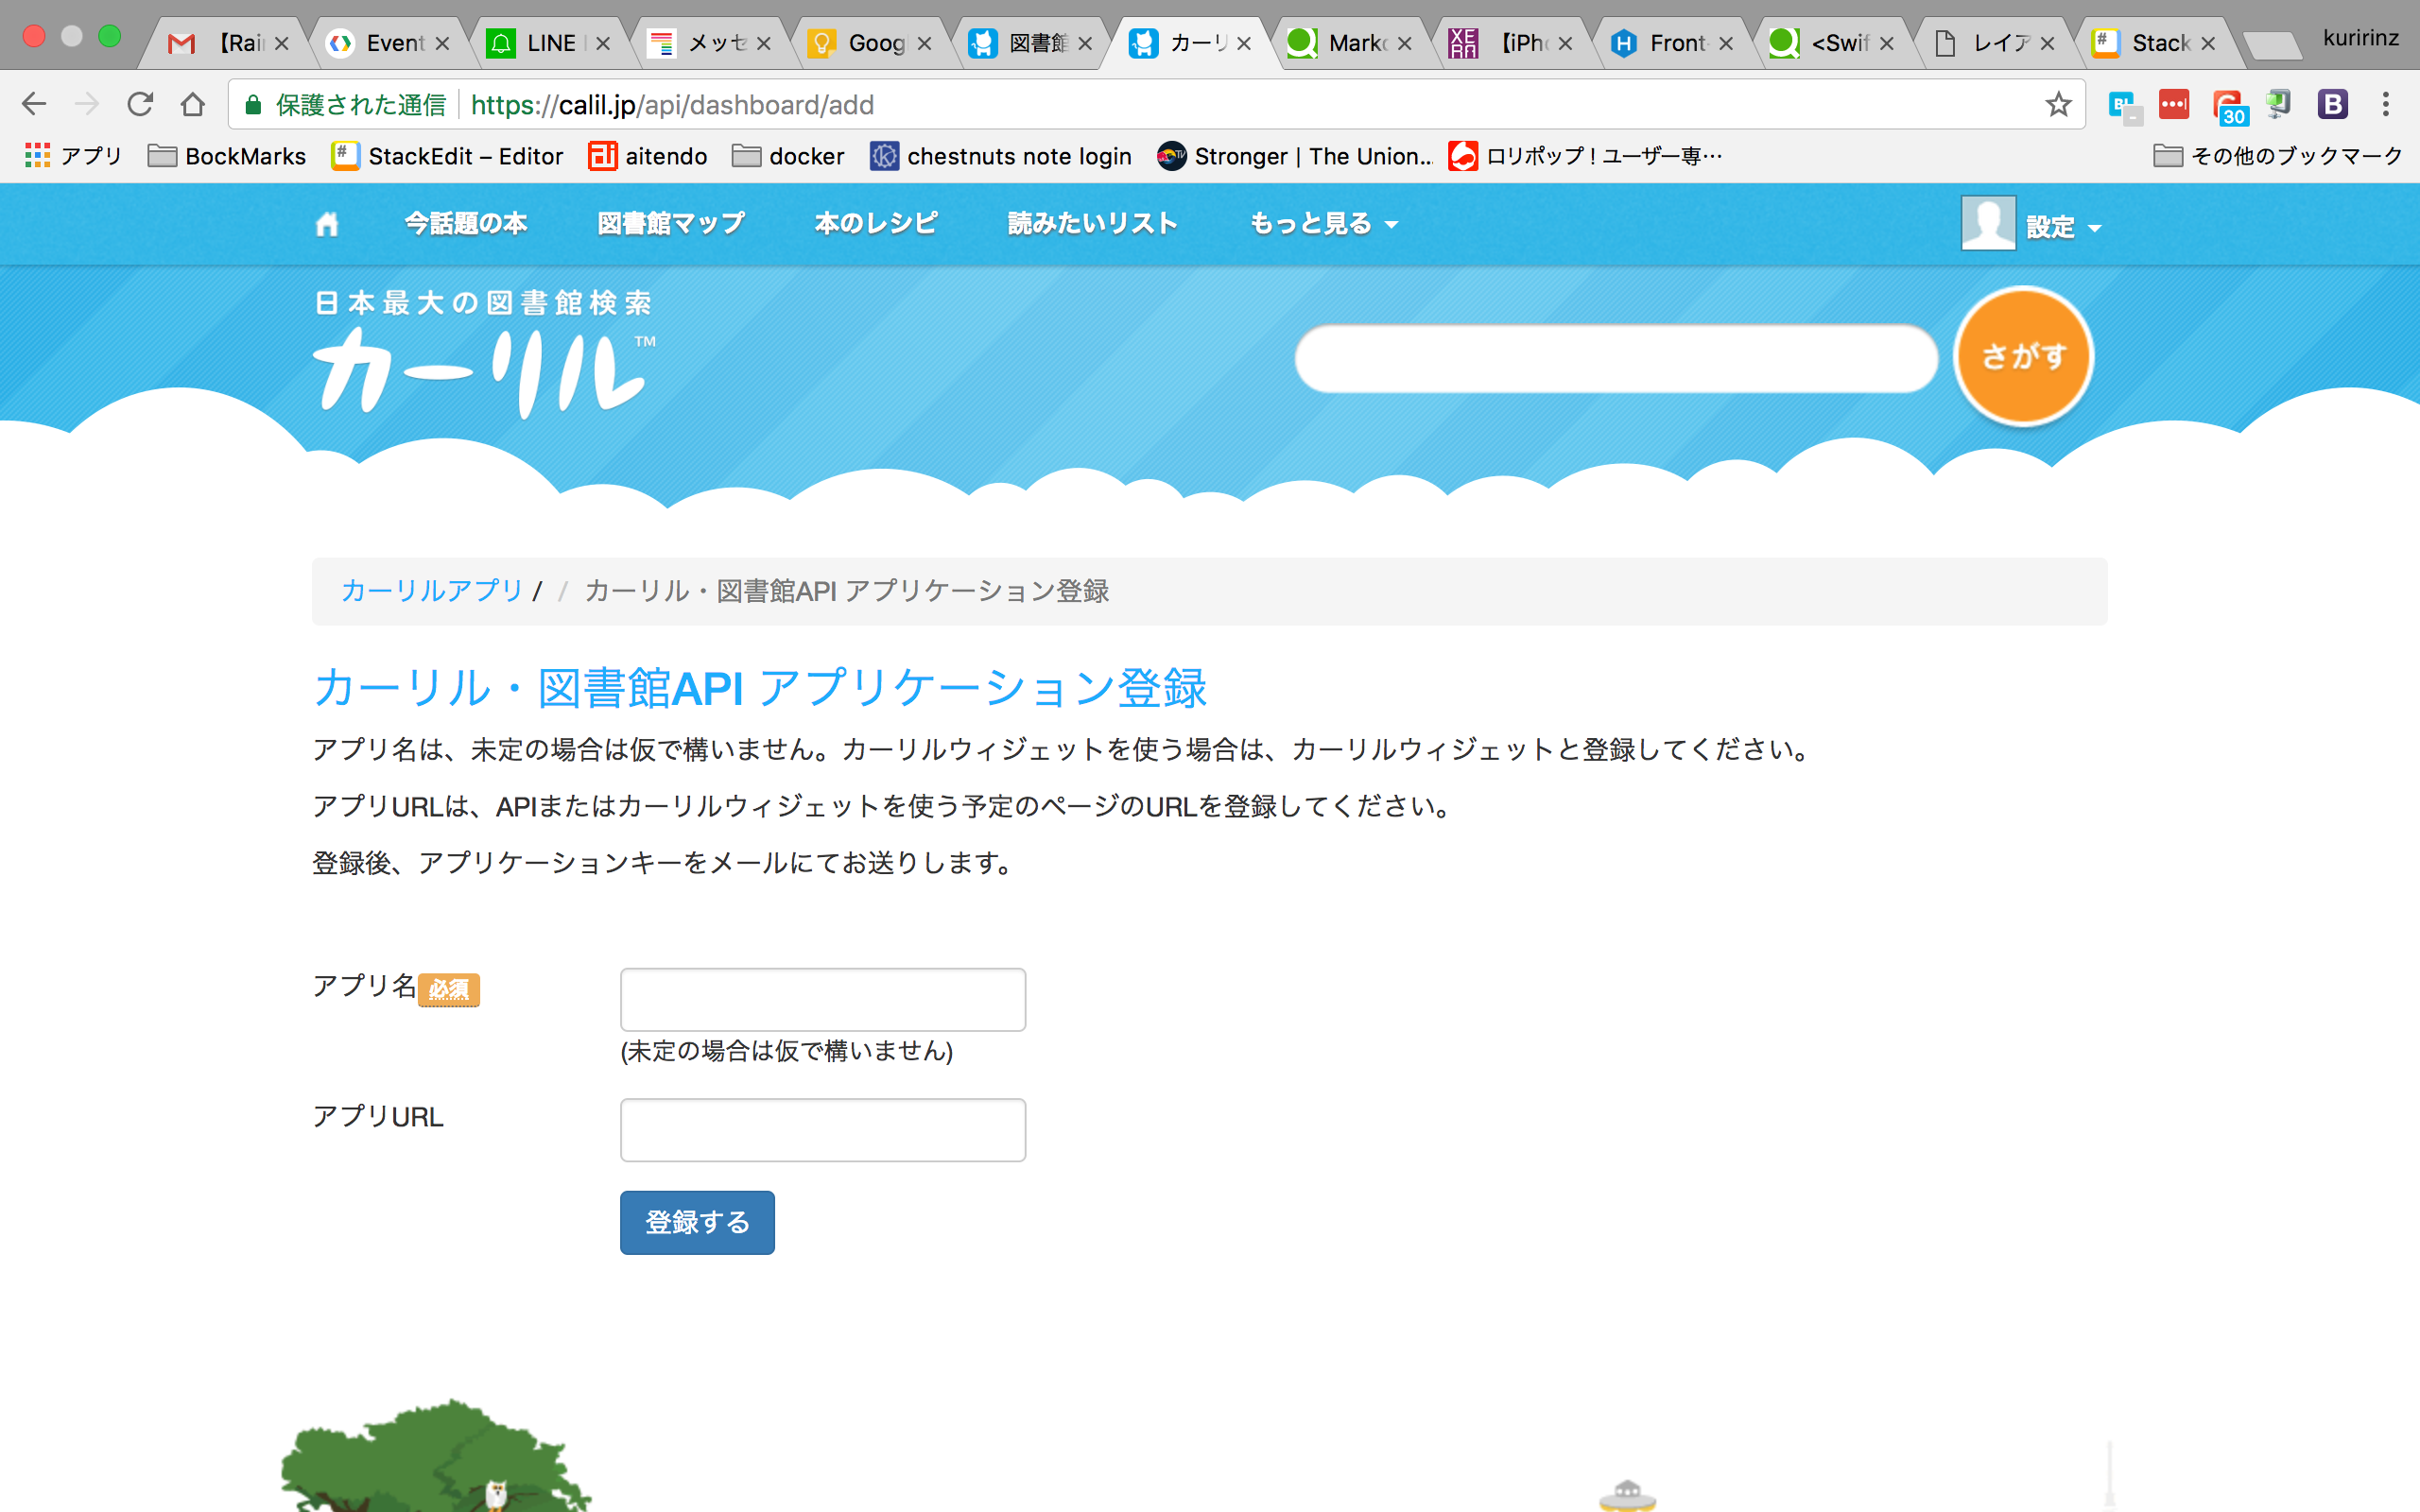 【Rai
Event
LINE
メッセ
Goog
図書館
カーリ
Mark
【iPh
Front
<Swif
レイア
Stack
kuririnz
保護された通信 https://calil.jp/api/dashboard/add
30
アプリ BockMarks StackEdit – Editor aitendo docker chestnuts note login Stronger | The Union... ロリポップ!ユーザー専… その他のブックマーク
今話題の本 図書館マップ 本のレシピ 読みたいリスト もっと見る 設定
日本最大の図書館検索
カーリル™
さがす
カーリルアプリ / / カーリル・図書館API アプリケーション登録
カーリル・図書館API アプリケーション登録
アプリ名は、未定の場合は仮で構いません。カーリルウィジェットを使う場合は、カーリルウィジェットと登録してください。
アプリURLは、APIまたはカーリルウィジェットを使う予定のページのURLを登録してください。
登録後、アプリケーションキーをメールにてお送りします。
アプリ名 必須
(未定の場合は仮で構いません)
アプリURL
登録する